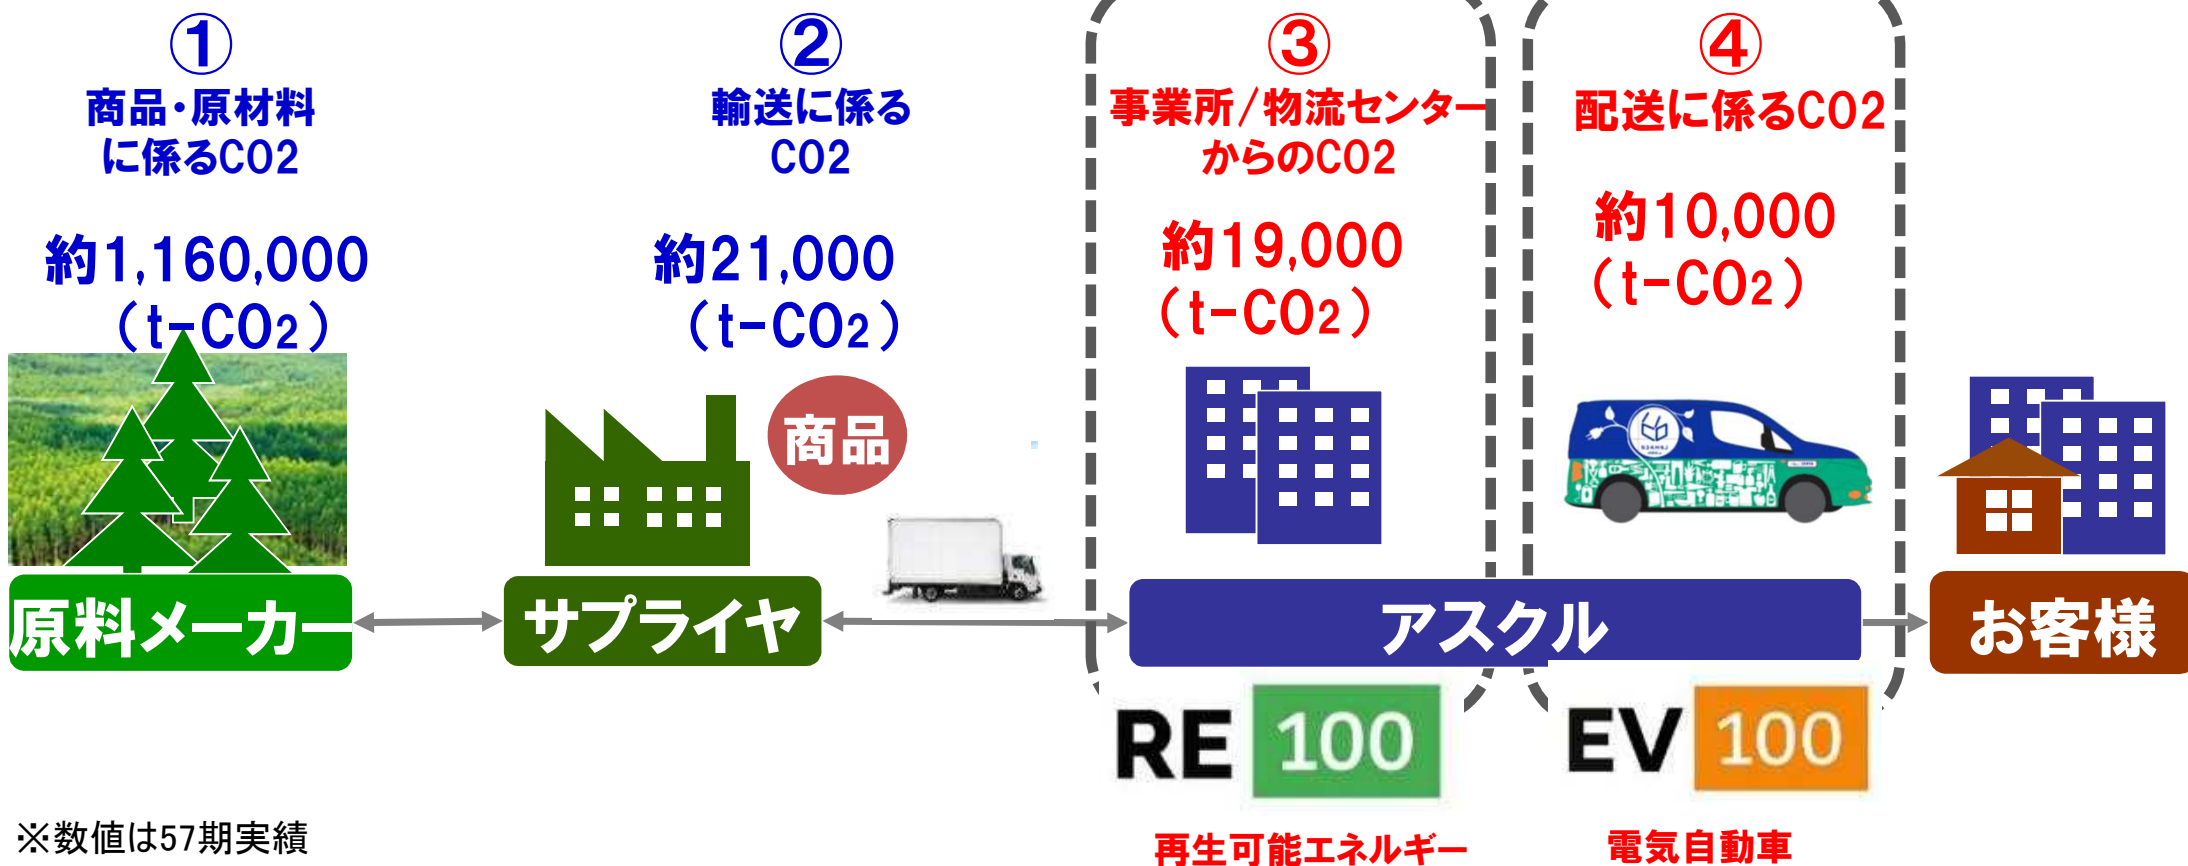 ①
商品・原材料
に係るCO2
約1,160,000
(t-CO2)
②
輸送に係る
CO2
約21,000
(t-CO2)
③
事業所/物流センター
からのCO2
約19,000
(t-CO2)
④
配送に係るCO2
約10,000
(t-CO2)
商品
原料メーカー
サプライヤ
アスクル
お客様
RE 100
EV 100
再生可能エネルギー
電気自動車
※数値は57期実績